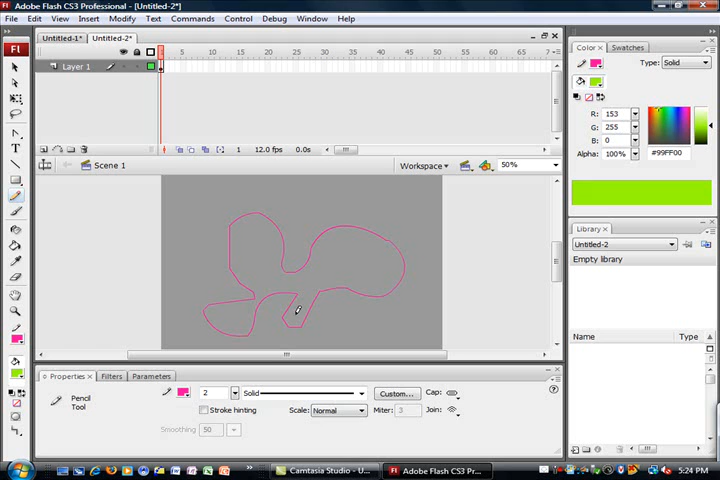 Adobe Flash CS3 Professional - [Untitled-2*]
File Edit View Insert Modify Text Commands Control Debug Window Help
Untitled-1* Untitled-2*
5 10 15 20 25 30 35 40 45 50 55 60 65 7
Layer 1
1 12.0 fps 0.0s
Scene 1 Workspace 50%
Color Swatches
Type: Solid
R: 153
G: 255
B: 0
Alpha: 100% #99FF00
Library
Untitled-2
Empty library
Name Type
Properties Filters Parameters
Pencil Tool
2 Solid Custom... Cap:
Stroke hinting Scale: Normal Miter: 3 Join:
Smoothing: 50
Camtasia Studio - U... Adobe Flash CS3 Pr... 5:24 PM